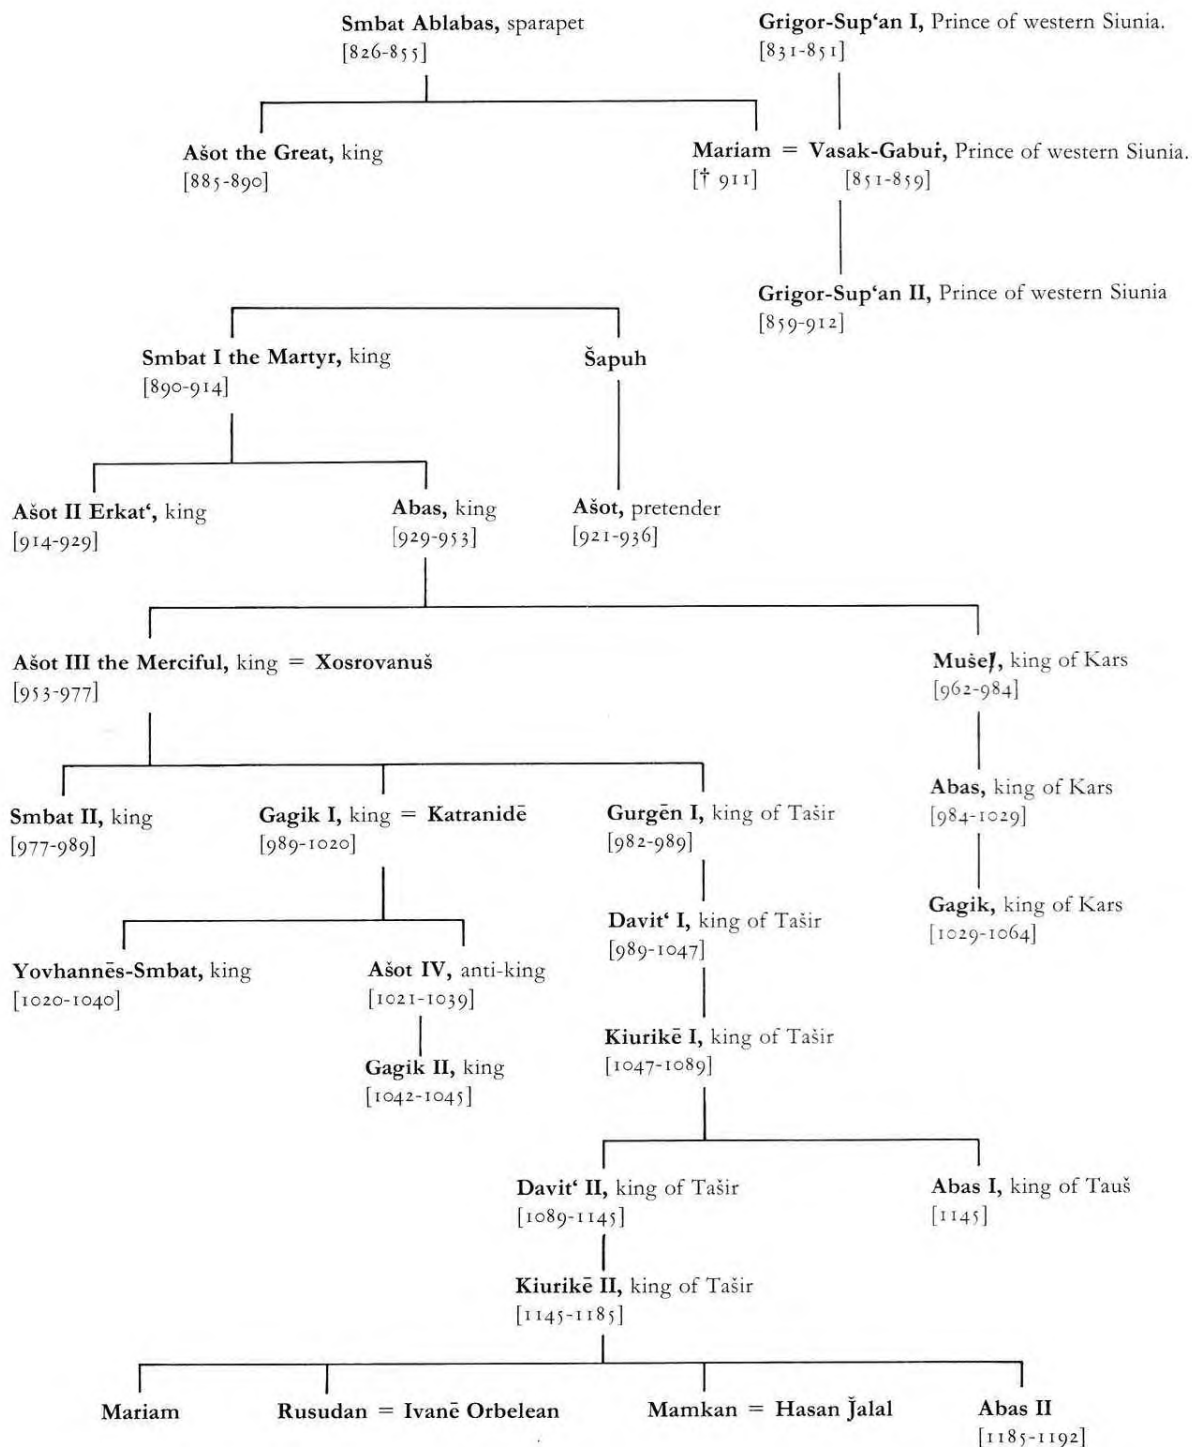 Smbat Ablabas, sparapet
[826-855]
Grigor-Sup‘an I, Prince of western Siunia.
[831-851]
Ašot the Great, king
[885-890]
Mariam = Vasak-Gabuṙ, Prince of western Siunia.
[† 911]
[851-859]
Grigor-Sup‘an II, Prince of western Siunia
[859-912]
Smbat I the Martyr, king
[890-914]
Šapuh
Ašot II Erkat‘, king
[914-929]
Abas, king
[929-953]
Ašot, pretender
[921-936]
Ašot III the Merciful, king = Xosrovanuš
[953-977]
Mušeł, king of Kars
[962-984]
Smbat II, king
[977-989]
Gagik I, king = Katranidē
[989-1020]
Gurgēn I, king of Tašir
[982-989]
Abas, king of Kars
[984-1029]
Davit‘ I, king of Tašir
[989-1047]
Gagik, king of Kars
[1029-1064]
Yovhannēs-Smbat, king
[1020-1040]
Ašot IV, anti-king
[1021-1039]
Kiurikē I, king of Tašir
[1047-1089]
Gagik II, king
[1042-1045]
Davit‘ II, king of Tašir
[1089-1145]
Abas I, king of Tauš
[1145]
Kiurikē II, king of Tašir
[1145-1185]
Mariam
Rusudan = Ivanē Orbelean
Mamkan = Hasan J̌alal
Abas II
[1185-1192]